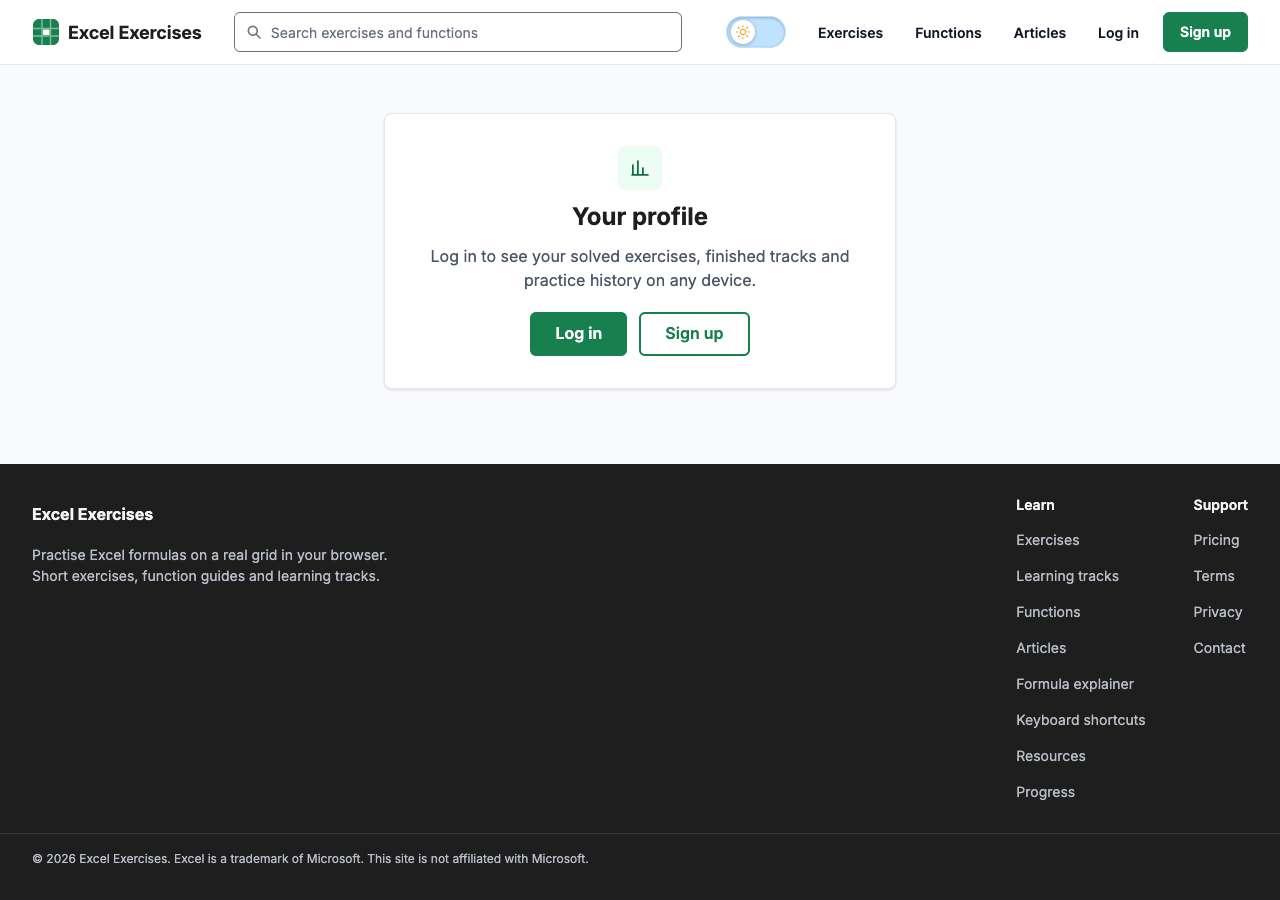 Excel Exercises
Search exercises and functions
Exercises
Functions
Articles
Log in
Sign up
Your profile
Log in to see your solved exercises, finished tracks and
practice history on any device.
Log in
Sign up
Excel Exercises
Practise Excel formulas on a real grid in your browser.
Short exercises, function guides and learning tracks.
Learn
Exercises
Learning tracks
Functions
Articles
Formula explainer
Keyboard shortcuts
Resources
Progress
Support
Pricing
Terms
Privacy
Contact
© 2026 Excel Exercises. Excel is a trademark of Microsoft. This site is not affiliated with Microsoft.